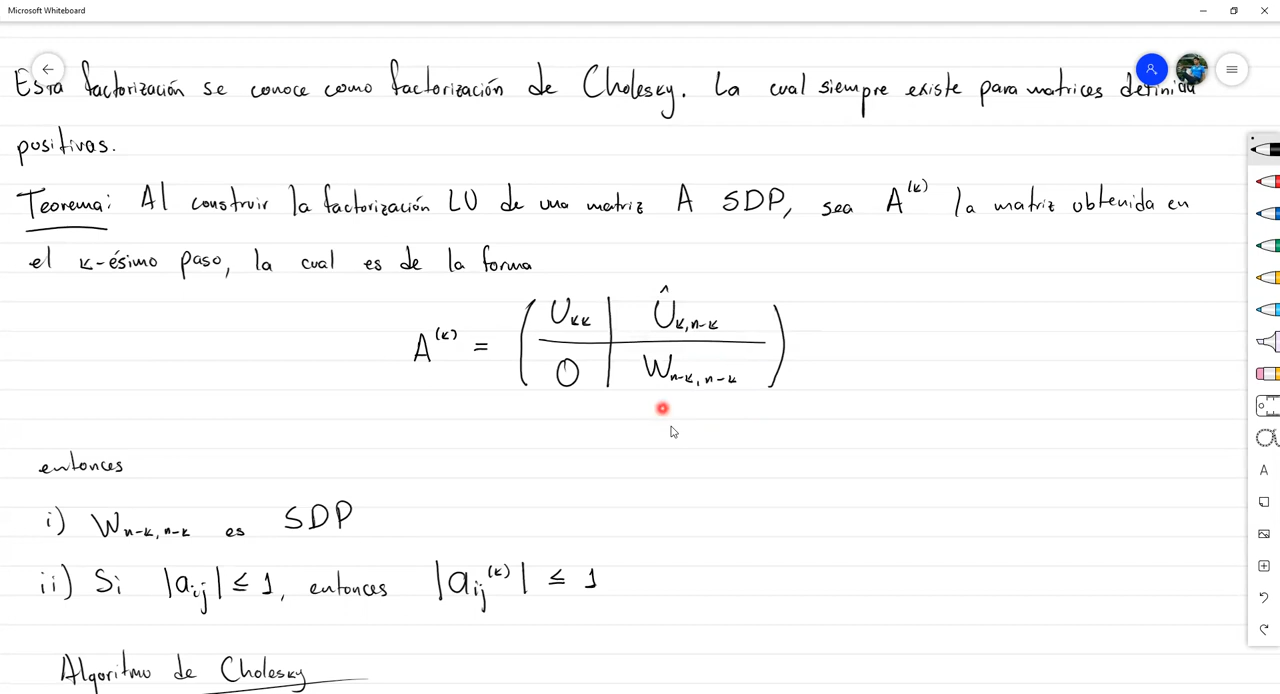 Microsoft Whiteboard
Esta factorización se conoce como factorización de Cholesky. La cual siempre existe para matrices definida
positivas.
Teorema: Al construir la factorización LU de una matriz A SDP, sea A^(k) la matriz obtenida en
el k-ésimo paso, la cual es de la forma
A^(k) = ( U_kk | Û_k,n-k
0 | W_n-k,n-k )
entonces
i) W_n-k,n-k es SDP
ii) Si |a_ij| ≤ 1, entonces |a_ij^(k)| ≤ 1
Algoritmo de Cholesky
A